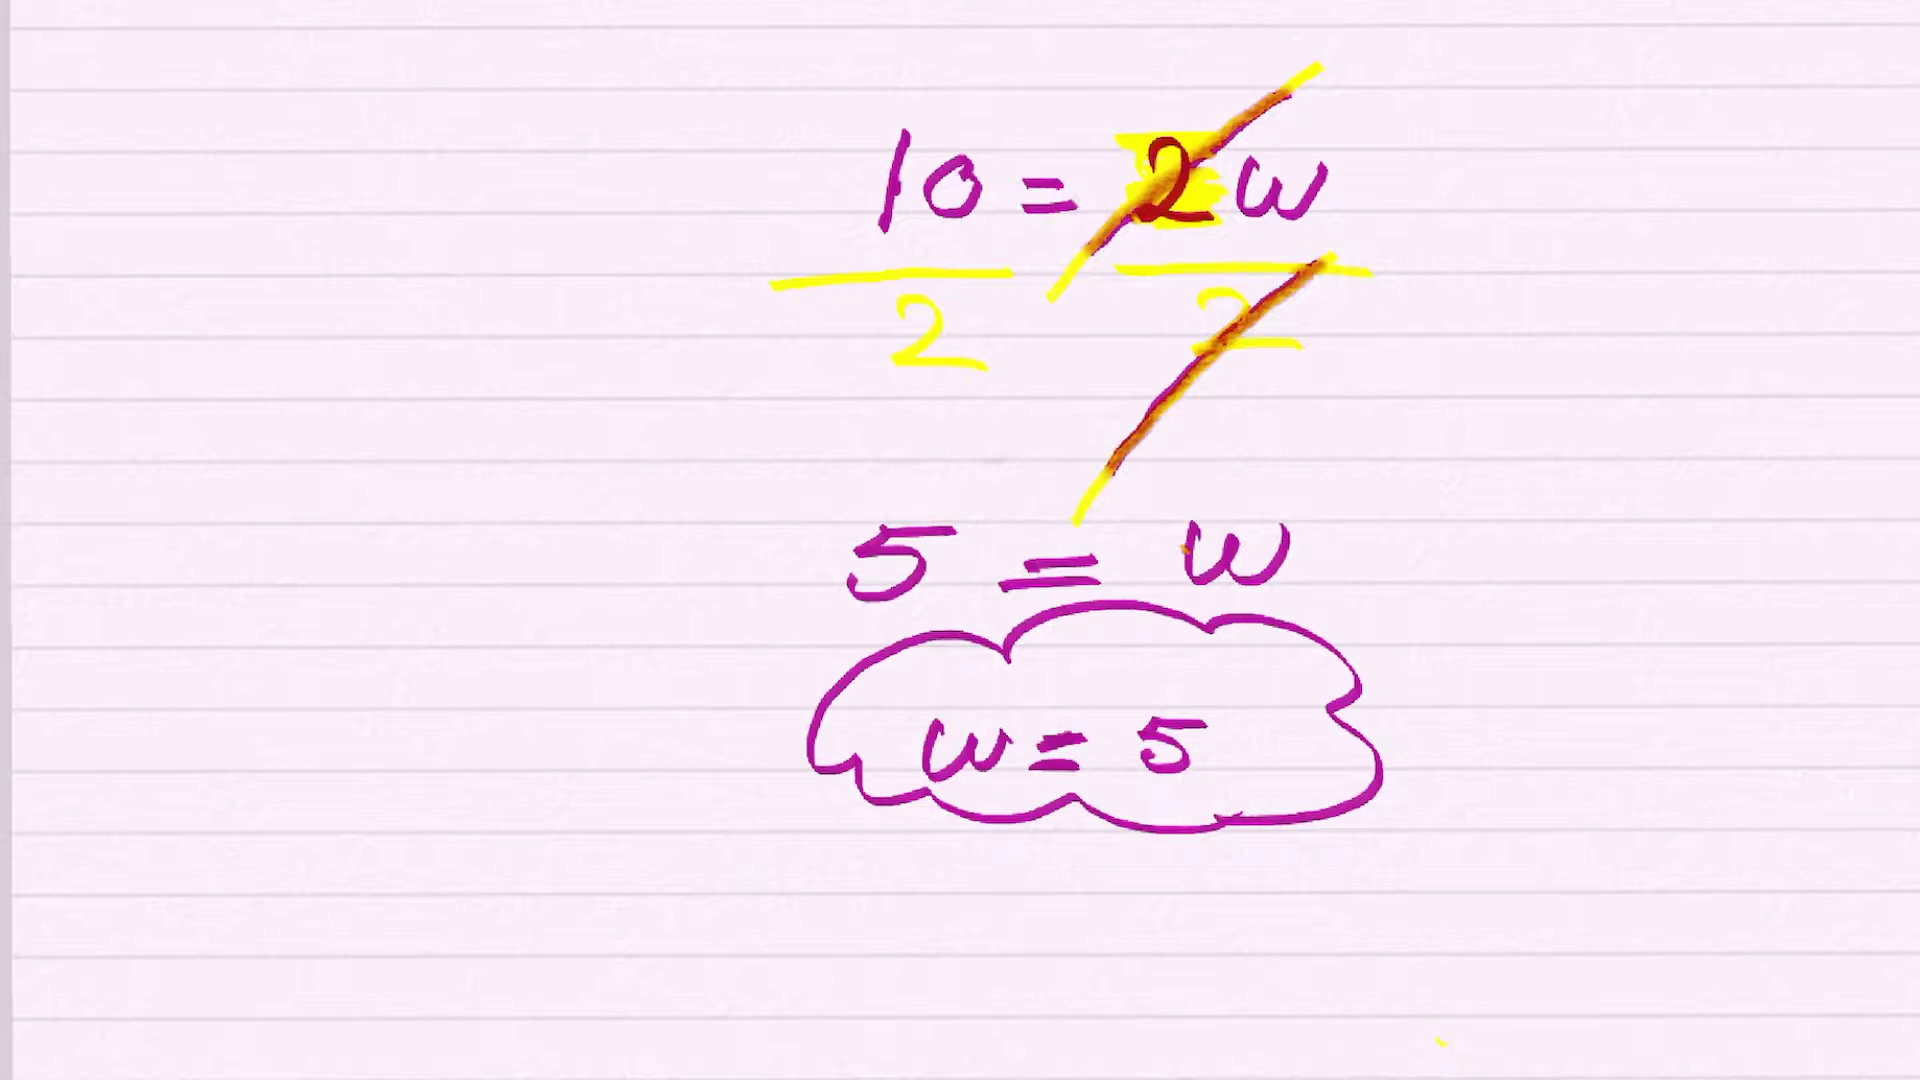 10 = 2w
2 2
5 = w
w = 5